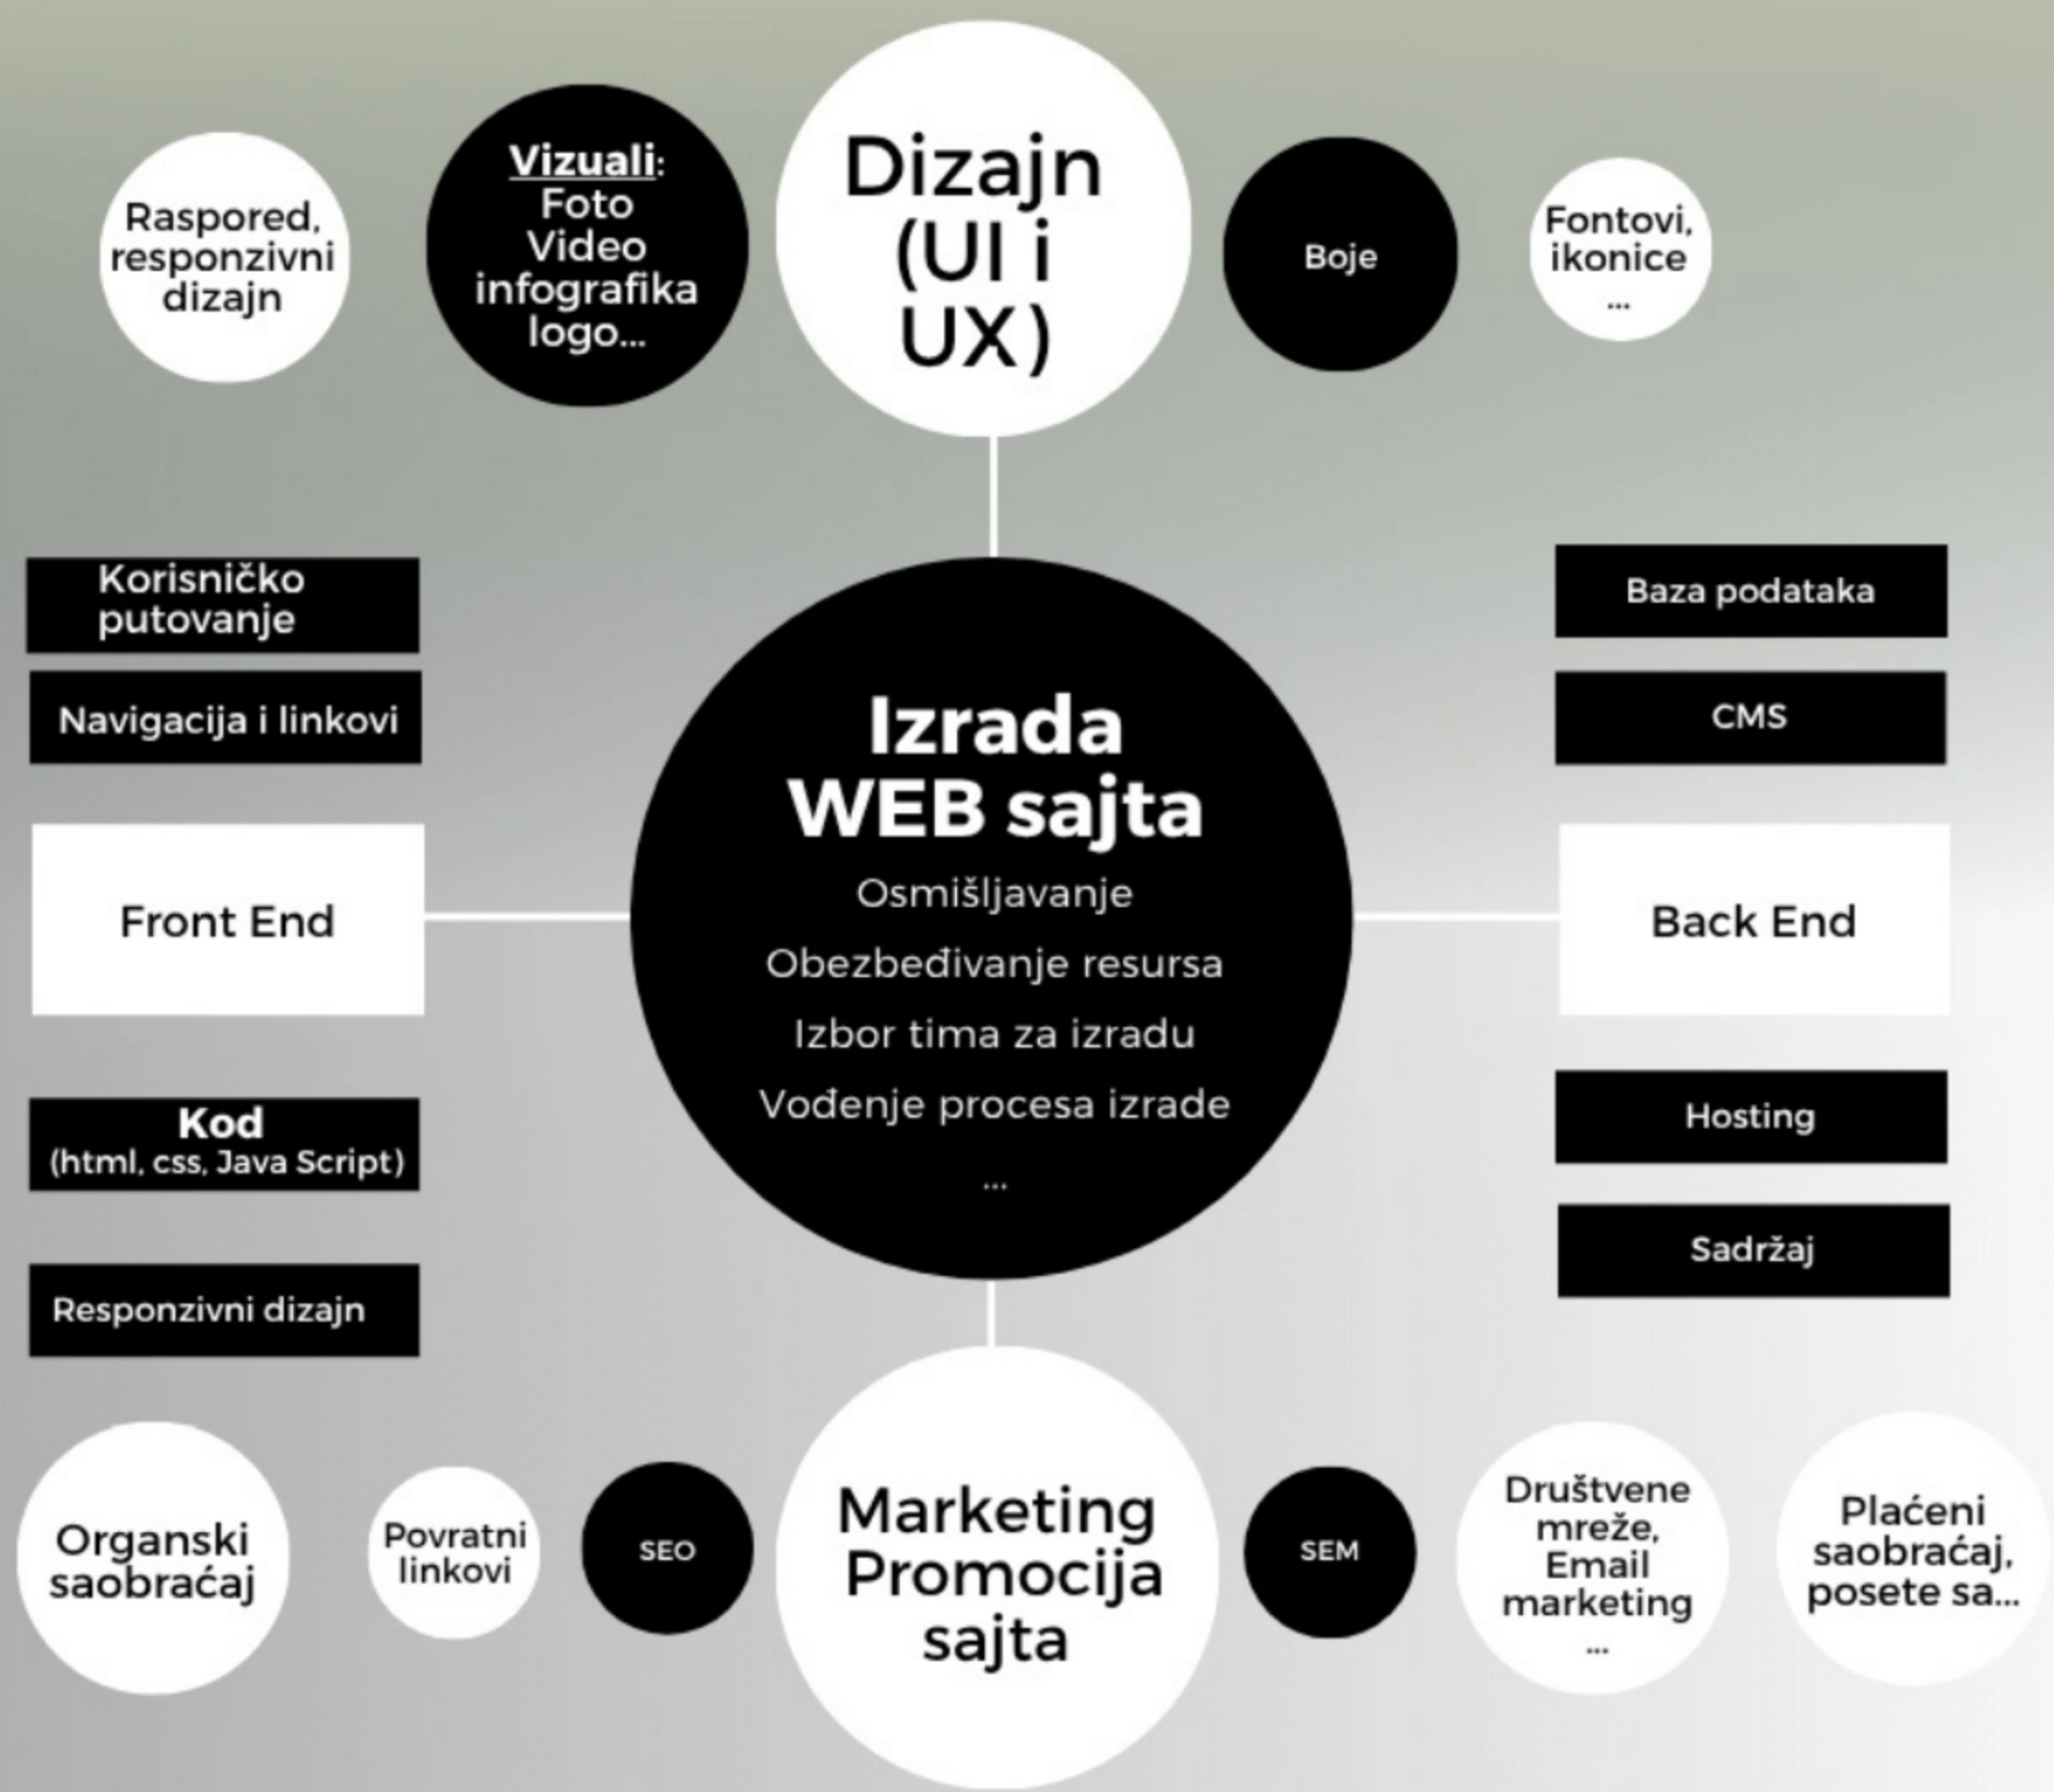 Raspored,
responzivni
dizajn
Vizuali:
Foto
Video
infografika
logo...
Dizajn
(UI i
UX)
Boje
Fontovi,
ikonice
...
Korisničko
putovanje
Navigacija i linkovi
Front End
Kod
(html, css, Java Script)
Responzivni dizajn
Izrada
WEB sajta
Osmišljavanje
Obezbeđivanje resursa
Izbor tima za izradu
Vođenje procesa izrade
...
Baza podataka
CMS
Back End
Hosting
Sadržaj
Organski
saobraćaj
Povratni
linkovi
SEO
Marketing
Promocija
sajta
SEM
Društvene
mreže,
Email
marketing
...
Plaćeni
saobraćaj,
posete sa...